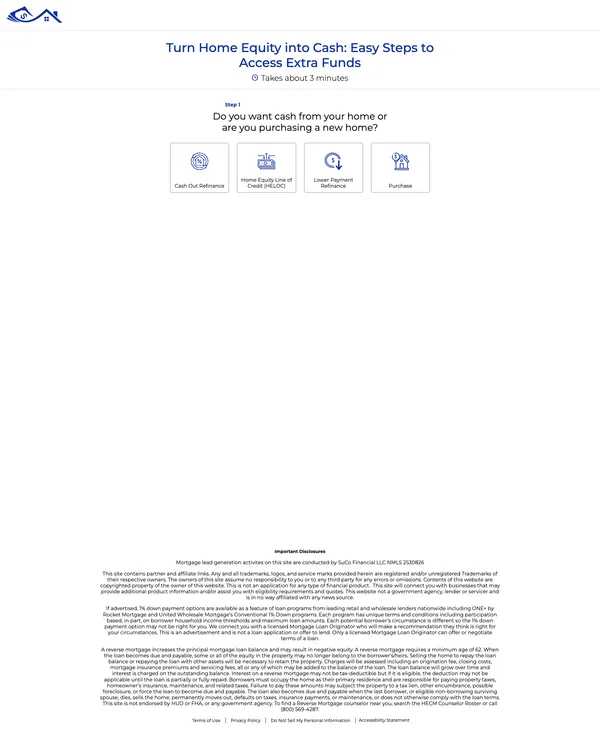 Turn Home Equity into Cash: Easy Steps to
Access Extra Funds
Takes about 3 minutes
Step 1
Do you want cash from your home or
are you purchasing a new home?
Cash Out Refinance
Home Equity Line of
Credit (HELOC)
Lower Payment
Refinance
Purchase
Important Disclosures
Mortgage lead generation activites on this site are conducted by SuCo Financial LLC NMLS 2530826
This site contains partner and affiliate links. Any and all trademarks, logos, and service marks provided herein are registered and/or unregistered Trademarks of
their respective owners. The owners of this site assume no responsibility to you or to any third party for any errors or omissions. Contents of this website are
copyrighted property of the owner of this website. This is not an application for any type of financial product. This site will connect you with businesses that may
provide additional product information and/or assist you with eligibility requirements and quotes. This website not a government agency, lender or servicer and
is in no way affiliated with any news source.
If advertised, 1% down payment options are available as a feature of loan programs from leading retail and wholesale lenders nationwide including ONE+ by
Rocket Mortgage and United Wholesale Mortgage's Conventional 1% Down programs. Each program has unique terms and conditions including participation
based, in part, on borrower household income thresholds and maximum loan amounts. Each potential borrower's circumstance is different so the 1% down
payment option may not be right for you. We connect you with a licensed Mortgage Loan Originator who will make a recommendation they think is right for
your circumstances. This is an advertisement and is not a loan application or offer to lend. Only a licensed Mortgage Loan Originator can offer or negotiate
terms of a loan.
A reverse mortgage increases the principal mortgage loan balance and may result in negative equity. A reverse mortgage requires a minimum age of 62. When
the loan becomes due and payable, some or all of the equity in the property may no longer belong to the borrowers/heirs. Selling the home to repay the loan
balance or repaying the loan with other assets will be necessary to retain the property. Charges will be assessed including an origination fee, closing costs,
mortgage insurance premiums and servicing fees, all or any of which may be added to the balance of the loan. The loan balance will grow over time and
interest is charged on the outstanding balance. Interest on a reverse mortgage may not be tax-deductible but if it is eligible, the deduction may not be
applicable until the loan is partially or fully repaid. Borrowers must occupy the home as their primary residence and are responsible for paying property taxes,
homeowner's insurance, maintenance, and related taxes. Failure to pay these amounts may subject the property to a tax lien, other encumbrance, possible
foreclosure, or force the loan to become due and payable. The loan also becomes due and payable when the last borrower, or eligible non-borrowing surviving
spouse, dies, sells the home, permanently moves out, defaults on taxes, insurance payments, or maintenance, or does not otherwise comply with the loan terms.
This site is not endorsed by HUD or FHA, or any government agency. To find a Reverse Mortgage counselor near you, search the HECM Counselor Roster or call
(800) 569-4287.
Terms of Use | Privacy Policy | Do Not Sell My Personal Information | Accessibility Statement